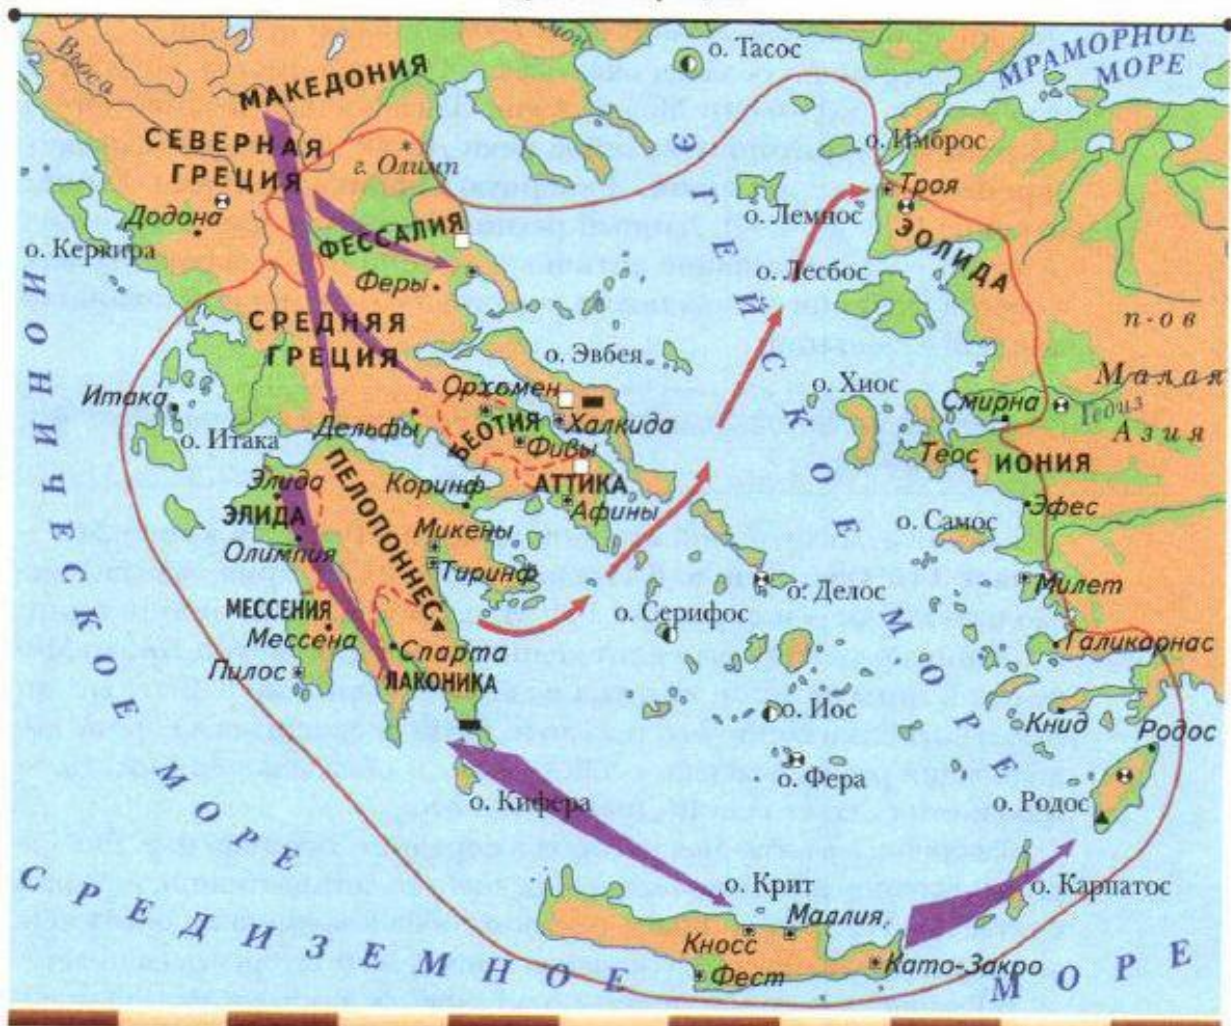 о. Тасос
МРАМОРНОЕ
МОРЕ
Вьоса
МАКЕДОНИЯ
СЕВЕРНАЯ
ГРЕЦИЯ
г. Олимп
о. Имброс
Троя
Додона
о. Керкира
ФЕССАЛИЯ
о. Лемнос
ЭОЛИДА
Феры
о. Лесбос
СРЕДНЯЯ
ГРЕЦИЯ
п-ов
Малая
Азия
о. Эвбея
Орхомен
о. Хиос
Смирна
Гедиз
Итака
о. Итака
Дельфы
БЕОТИЯ
Халкида
Фивы
Теос
ИОНИЯ
Элида
ПЕЛОПОННЕС
Коринф
АТТИКА
Афины
Эфес
ЭЛИДА
Микены
о. Самос
Олимпия
Тиринф
о. Делос
Милет
МЕССЕНИЯ
о. Серифос
Мессена
Спарта
Галикарнас
Пилос
ЛАКОНИКА
о. Иос
Книд
Родос
о. Фера
о. Кифера
о. Родос
о. Крит
Маллия
о. Карпатос
Кносс
Фест
Като-Закро
ЭГЕЙСКОЕ МОРЕ
ИОНИЧЕСКОЕ МОРЕ
СРЕДИЗЕМНОЕ МОРЕ